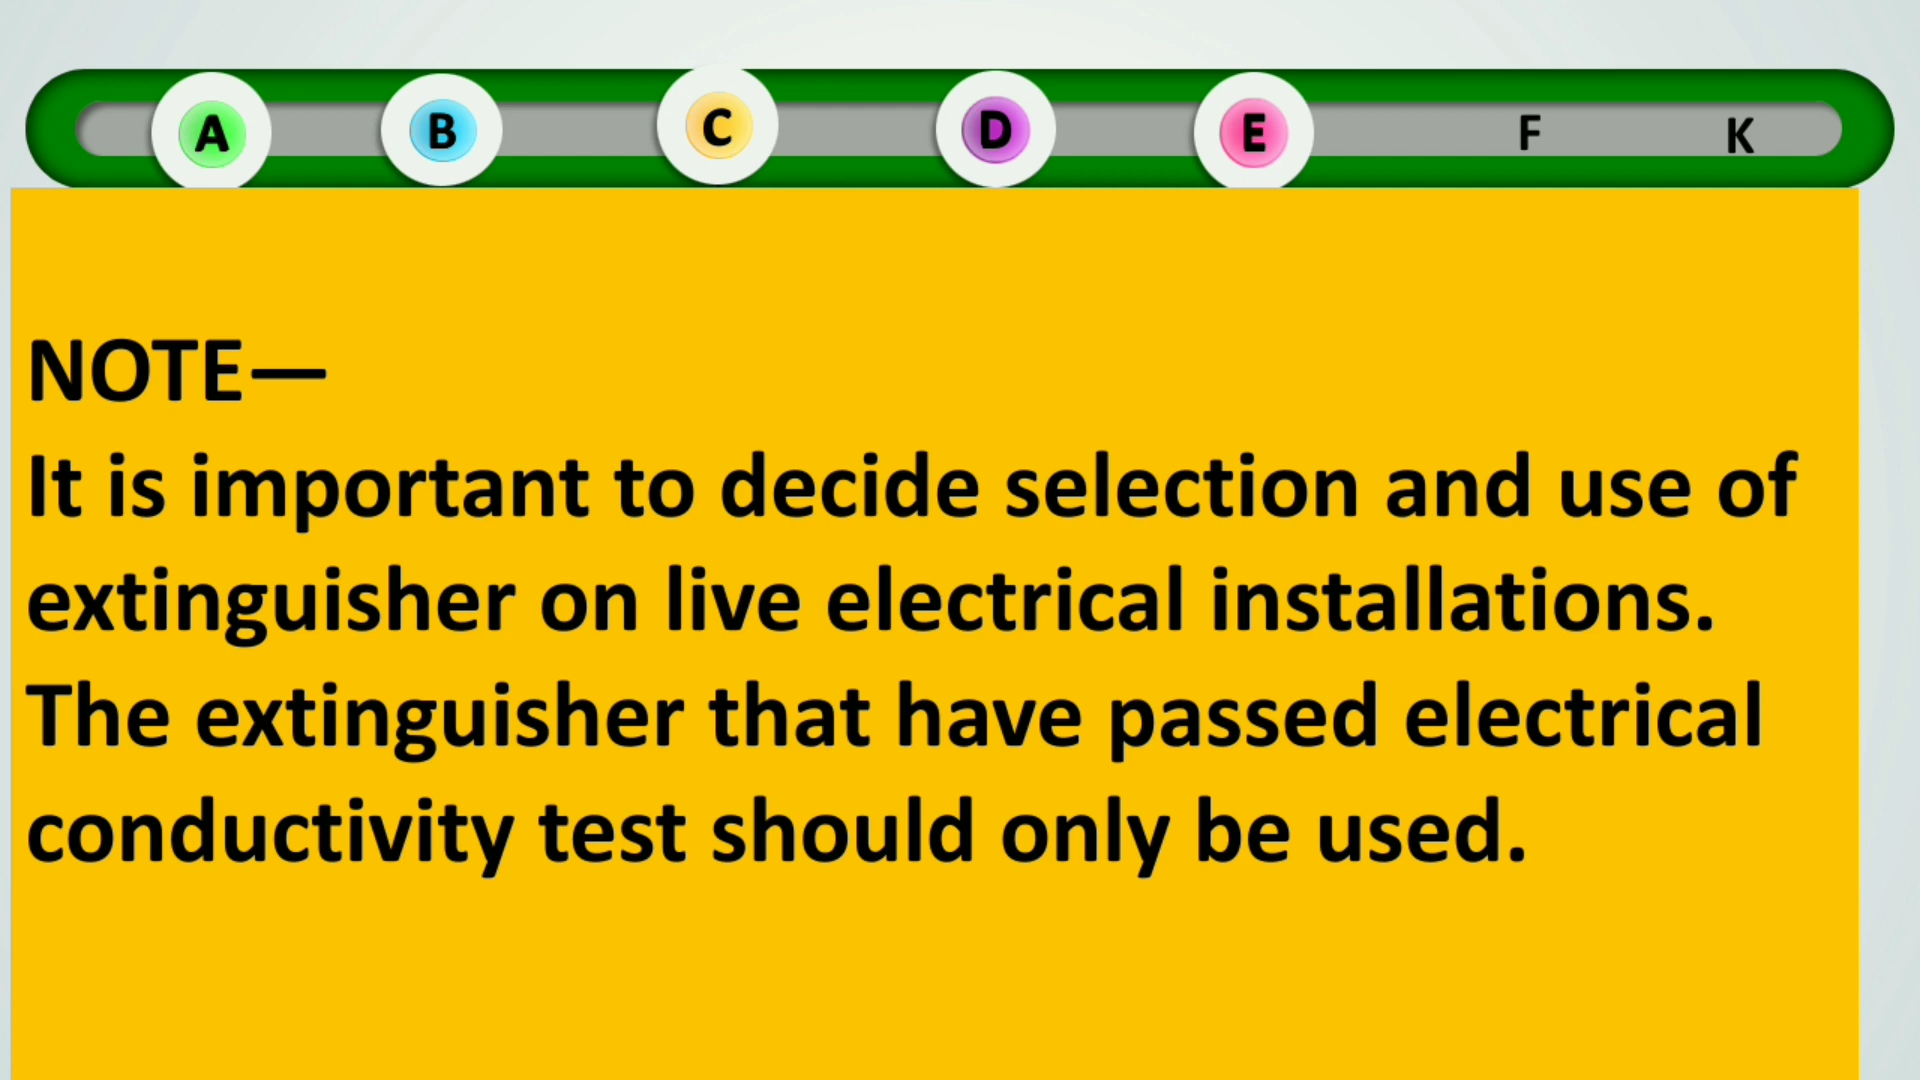 A B C D E F K
NOTE—
It is important to decide selection and use of
extinguisher on live electrical installations.
The extinguisher that have passed electrical
conductivity test should only be used.